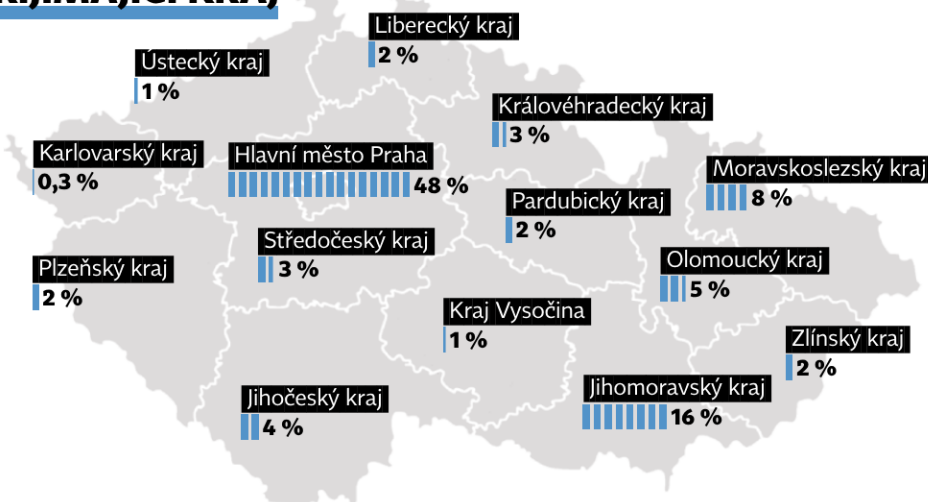 Liberecký kraj
2 %
Ústecký kraj
1 %
Královéhradecký kraj
3 %
Karlovarský kraj
0,3 %
Hlavní město Praha
48 %
Moravskoslezský kraj
8 %
Pardubický kraj
2 %
Středočeský kraj
3 %
Olomoucký kraj
5 %
Plzeňský kraj
2 %
Kraj Vysočina
1 %
Zlínský kraj
2 %
Jihomoravský kraj
16 %
Jihočeský kraj
4 %